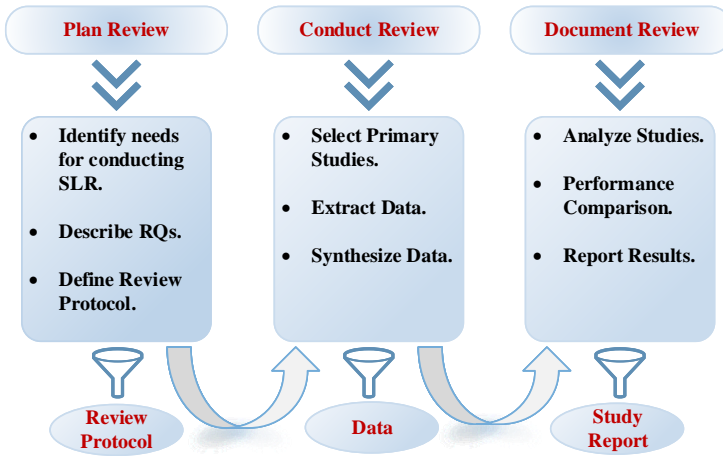 Plan Review
Conduct Review
Document Review
• Identify needs
for conducting
SLR.
• Describe RQs.
• Define Review
Protocol.
• Select Primary
Studies.
• Extract Data.
• Synthesize Data.
• Analyze Studies.
• Performance
Comparison.
• Report Results.
Review
Protocol
Data
Study
Report